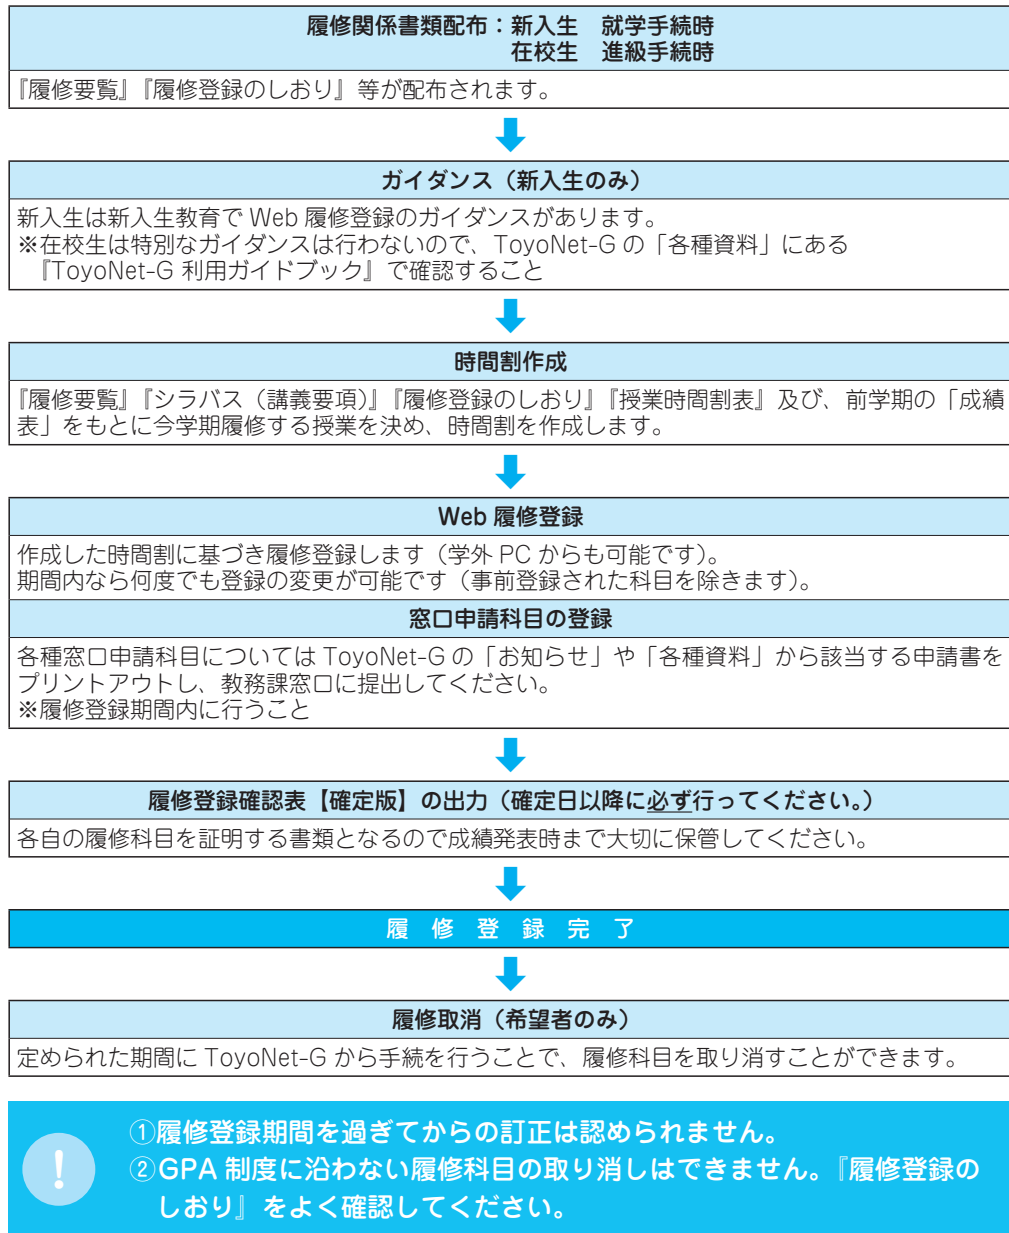 履修関係書類配布：新入生　就学手続時
在校生　進級手続時
『履修要覧』『履修登録のしおり』等が配布されます。
ガイダンス（新入生のみ）
新入生は新入生教育で Web 履修登録のガイダンスがあります。
※在校生は特別なガイダンスは行わないので、ToyoNet-G の「各種資料」にある
『ToyoNet-G 利用ガイドブック』で確認すること
時間割作成
『履修要覧』『シラバス（講義要項）』『履修登録のしおり』『授業時間割表』及び、前学期の「成績
表」をもとに今学期履修する授業を決め、時間割を作成します。
Web 履修登録
作成した時間割に基づき履修登録します（学外 PC からも可能です）。
期間内なら何度でも登録の変更が可能です（事前登録された科目を除きます）。
窓口申請科目の登録
各種窓口申請科目については ToyoNet-G の「お知らせ」や「各種資料」から該当する申請書を
プリントアウトし、教務課窓口に提出してください。
※履修登録期間内に行うこと
履修登録確認表【確定版】の出力（確定日以降に必ず行ってください。）
各自の履修科目を証明する書類となるので成績発表時まで大切に保管してください。
履　修　登　録　完　了
履修取消（希望者のみ）
定められた期間に ToyoNet-G から手続を行うことで、履修科目を取り消すことができます。
！
①履修登録期間を過ぎてからの訂正は認められません。
②GPA 制度に沿わない履修科目の取り消しはできません。『履修登録の
しおり』をよく確認してください。